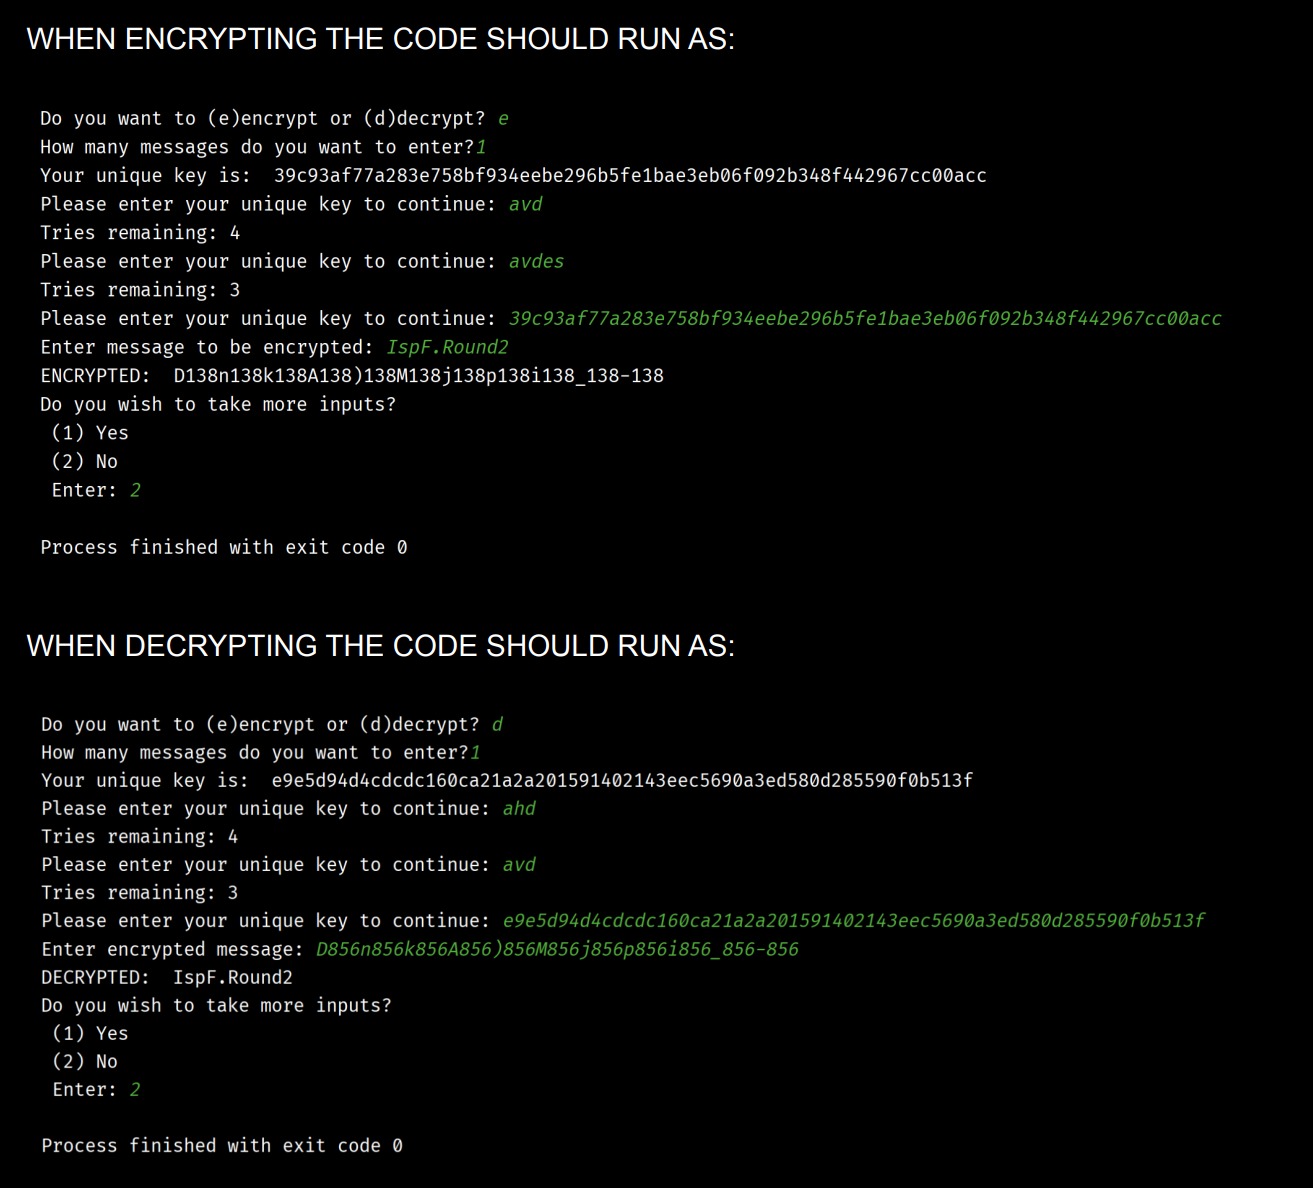 WHEN ENCRYPTING THE CODE SHOULD RUN AS:
Do you want to (e)encrypt or (d)decrypt? e
How many messages do you want to enter?1
Your unique key is:  39c93af77a283e758bf934eebe296b5fe1bae3eb06f092b348f442967cc00acc
Please enter your unique key to continue: avd
Tries remaining: 4
Please enter your unique key to continue: avdes
Tries remaining: 3
Please enter your unique key to continue: 39c93af77a283e758bf934eebe296b5fe1bae3eb06f092b348f442967cc00acc
Enter message to be encrypted: IspF.Round2
ENCRYPTED:  D138n138k138A138)138M138j138p138i138_138-138
Do you wish to take more inputs?
(1) Yes
(2) No
Enter: 2
Process finished with exit code 0
WHEN DECRYPTING THE CODE SHOULD RUN AS:
Do you want to (e)encrypt or (d)decrypt? d
How many messages do you want to enter?1
Your unique key is:  e9e5d94d4cdcdc160ca21a2a201591402143eec5690a3ed580d285590f0b513f
Please enter your unique key to continue: ahd
Tries remaining: 4
Please enter your unique key to continue: avd
Tries remaining: 3
Please enter your unique key to continue: e9e5d94d4cdcdc160ca21a2a201591402143eec5690a3ed580d285590f0b513f
Enter encrypted message: D856n856k856A856)856M856j856p856i856_856-856
DECRYPTED:  IspF.Round2
Do you wish to take more inputs?
(1) Yes
(2) No
Enter: 2
Process finished with exit code 0